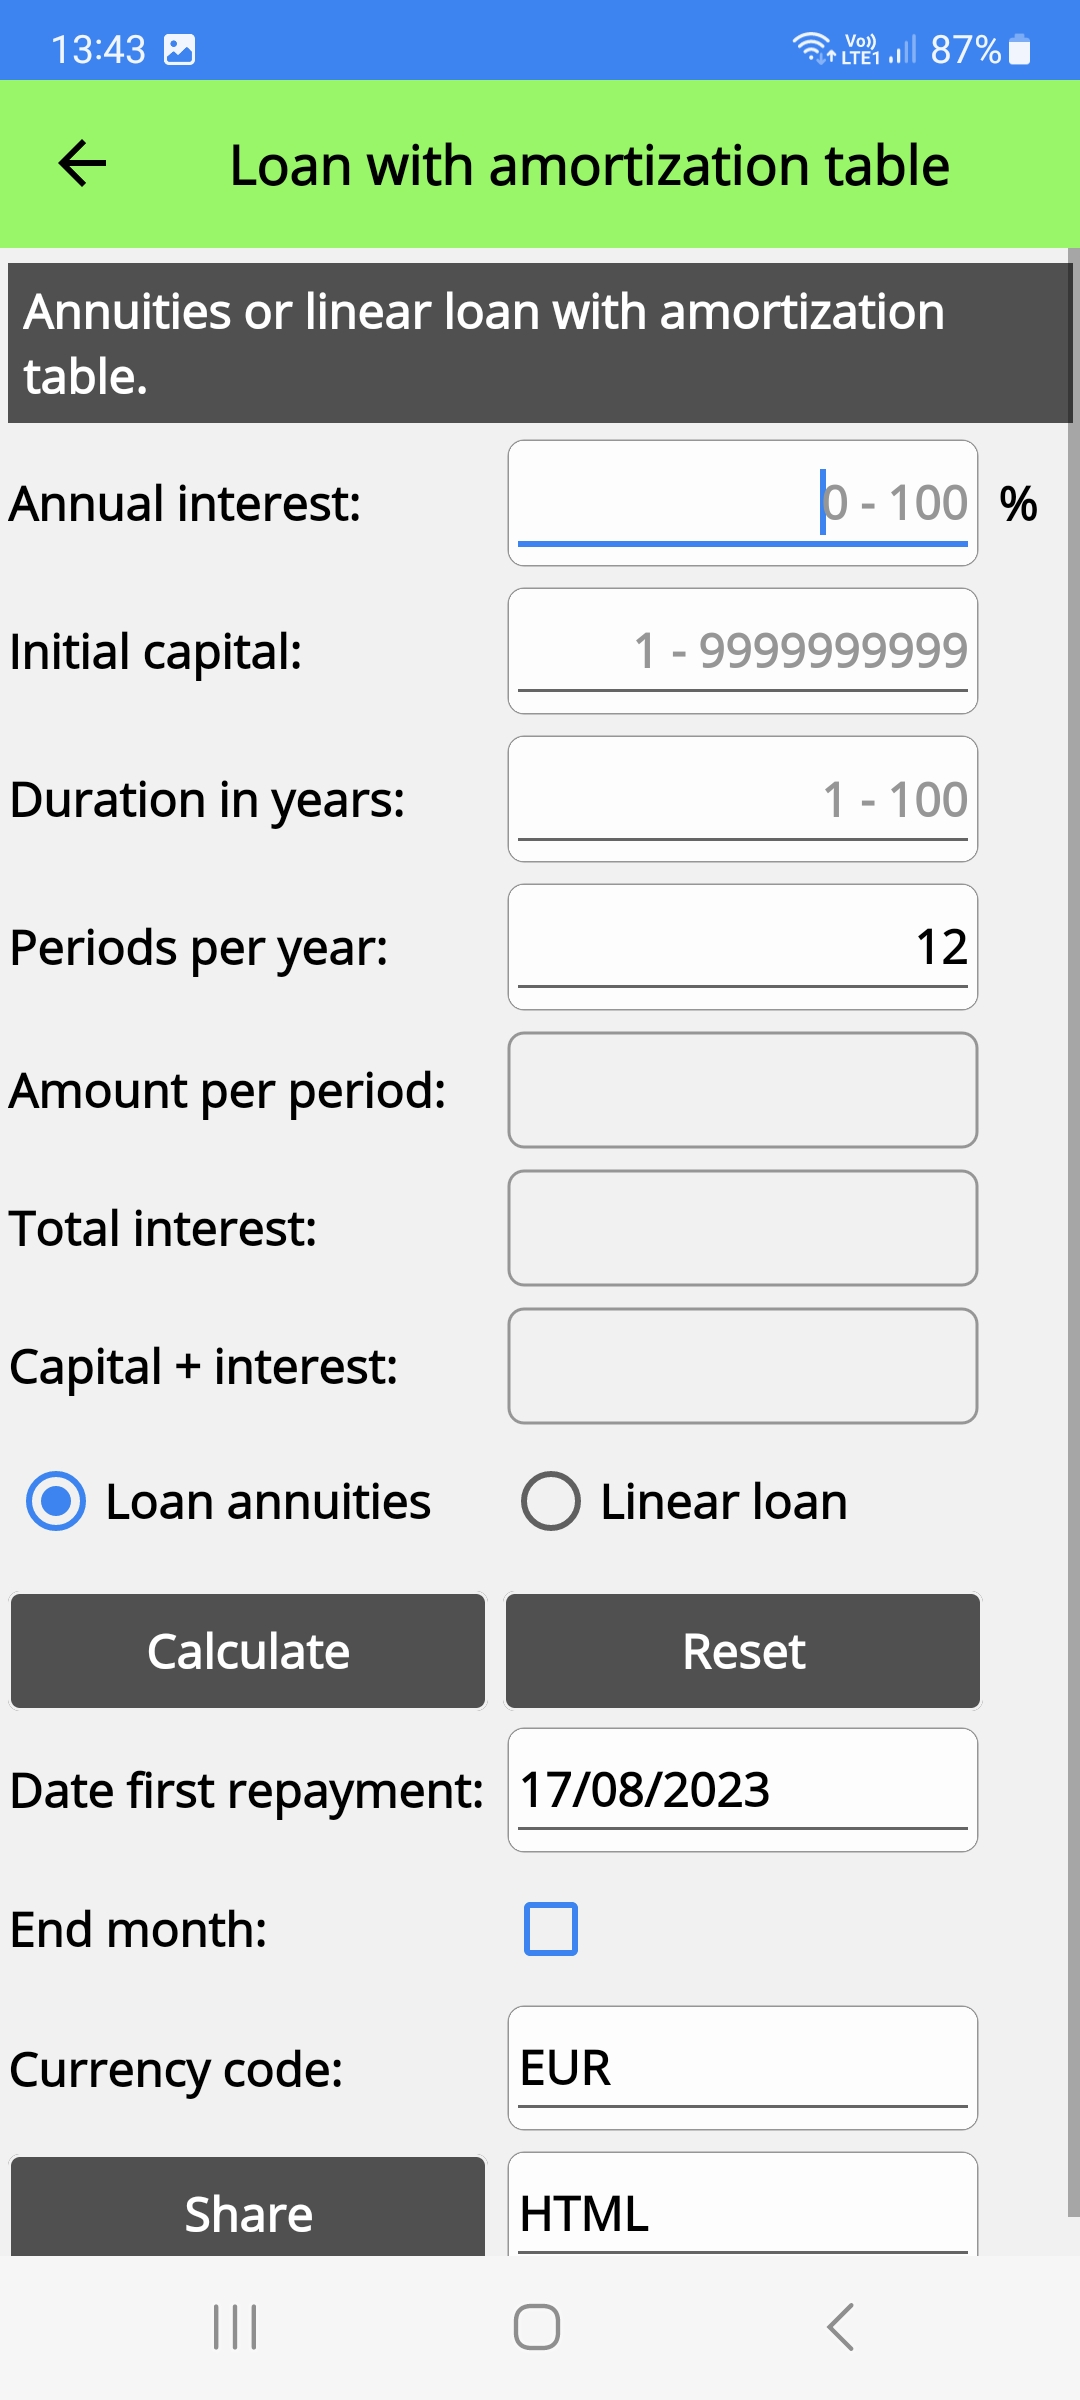 13:43 Vo)) LTE1 87%
Loan with amortization table
Annuities or linear loan with amortization
table.
Annual interest: 0 - 100 %
Initial capital: 1 - 9999999999
Duration in years: 1 - 100
Periods per year: 12
Amount per period:
Total interest:
Capital + interest:
Loan annuities Linear loan
Calculate Reset
Date first repayment: 17/08/2023
End month:
Currency code: EUR
Share HTML